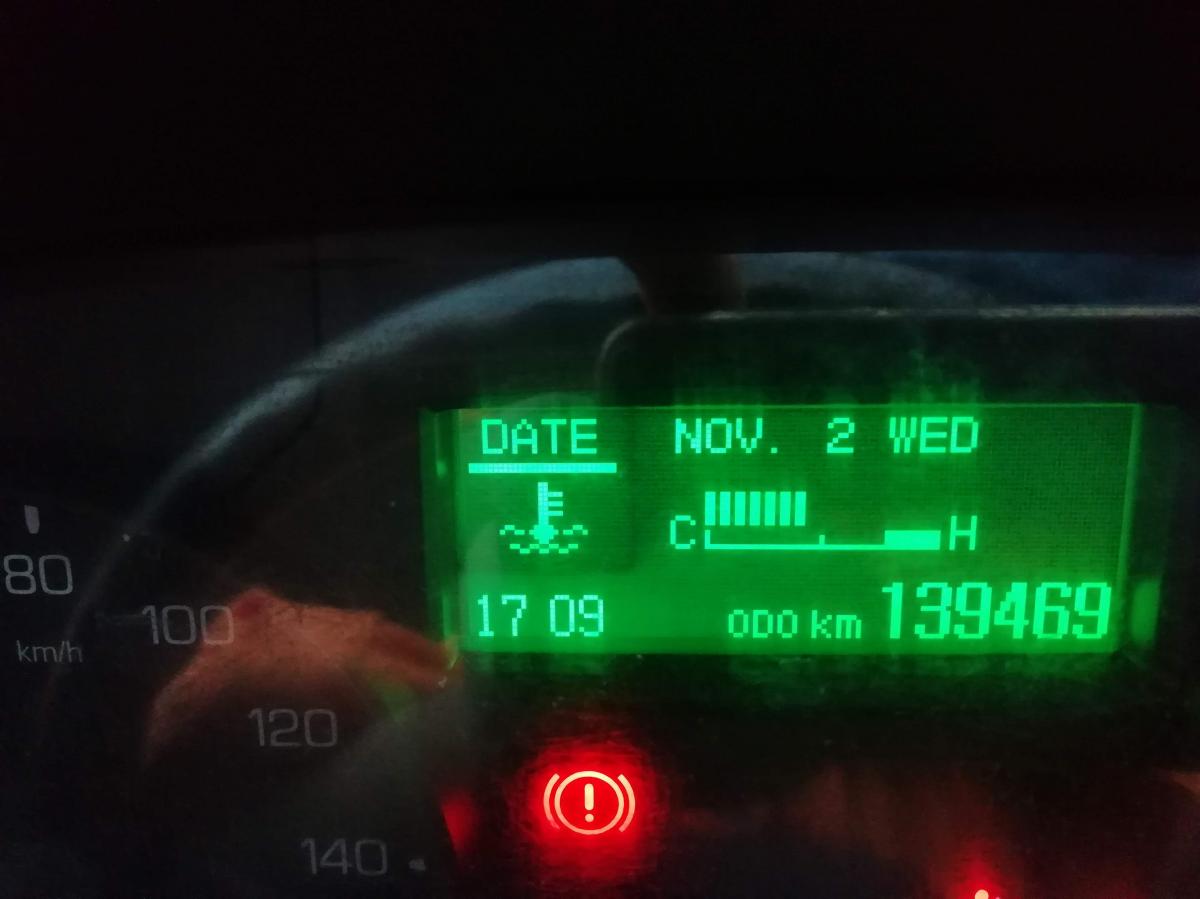 DATE NOV. 2 WED
C H
17 09 ODO km 139469
80
km/h
100
120
140
!